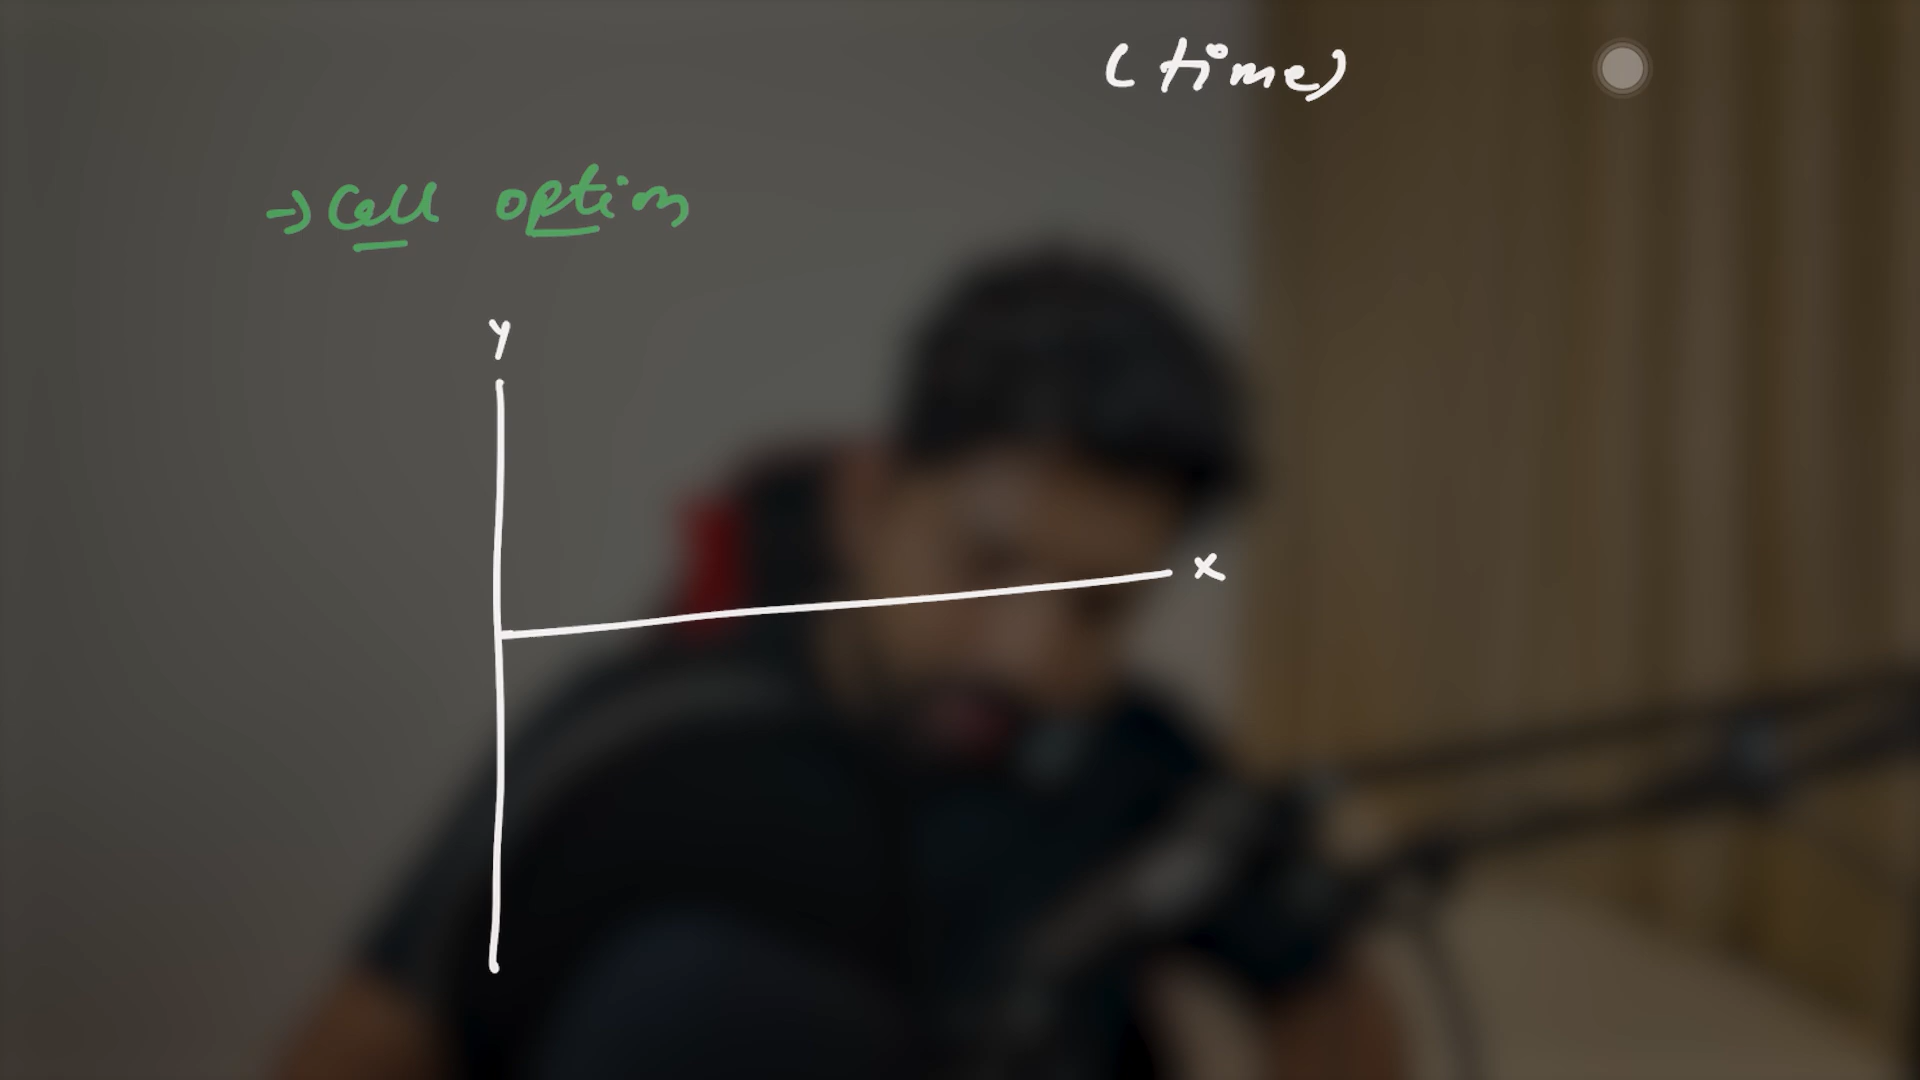 (time)
→ Call option
y
x